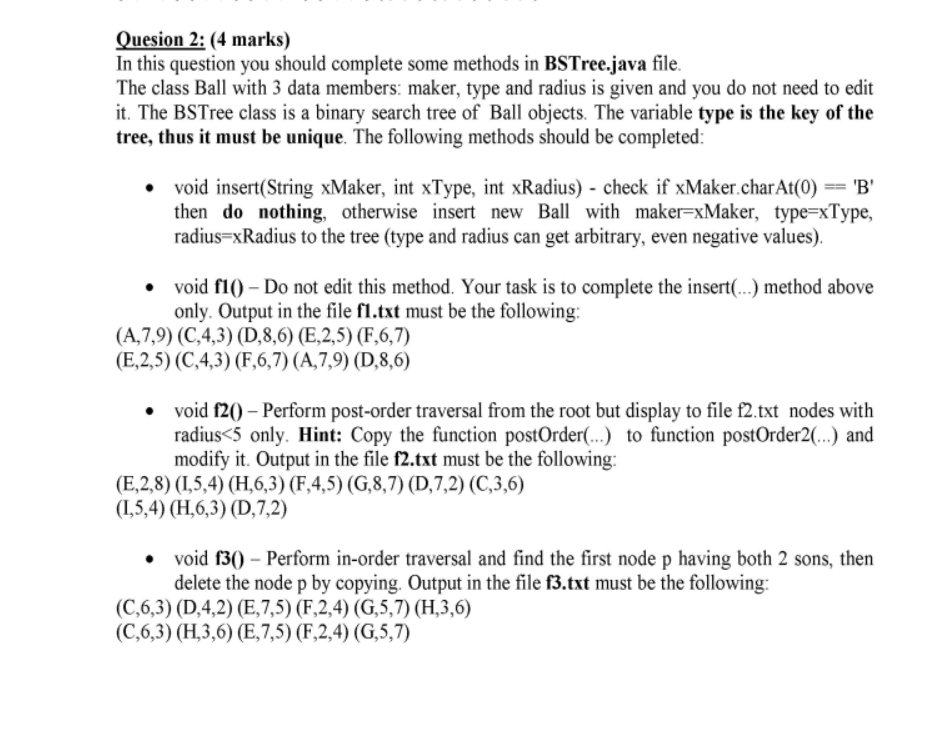 Quesion 2: (4 marks)
In this question you should complete some methods in BSTree.java file.
The class Ball with 3 data members: maker, type and radius is given and you do not need to edit
it. The BSTree class is a binary search tree of Ball objects. The variable type is the key of the
tree, thus it must be unique. The following methods should be completed:
• void insert(String xMaker, int xType, int xRadius) - check if xMaker.charAt(0) == 'B'
then do nothing, otherwise insert new Ball with maker=xMaker, type=xType,
radius=xRadius to the tree (type and radius can get arbitrary, even negative values).
• void f1() – Do not edit this method. Your task is to complete the insert(...) method above
only. Output in the file f1.txt must be the following:
(A,7,9) (C,4,3) (D,8,6) (E,2,5) (F,6,7)
(E,2,5) (C,4,3) (F,6,7) (A,7,9) (D,8,6)
• void f2() – Perform post-order traversal from the root but display to file f2.txt nodes with
radius<5 only. Hint: Copy the function postOrder(...) to function postOrder2(...) and
modify it. Output in the file f2.txt must be the following:
(E,2,8) (I,5,4) (H,6,3) (F,4,5) (G,8,7) (D,7,2) (C,3,6)
(I,5,4) (H,6,3) (D,7,2)
• void f3() – Perform in-order traversal and find the first node p having both 2 sons, then
delete the node p by copying. Output in the file f3.txt must be the following:
(C,6,3) (D,4,2) (E,7,5) (F,2,4) (G,5,7) (H,3,6)
(C,6,3) (H,3,6) (E,7,5) (F,2,4) (G,5,7)